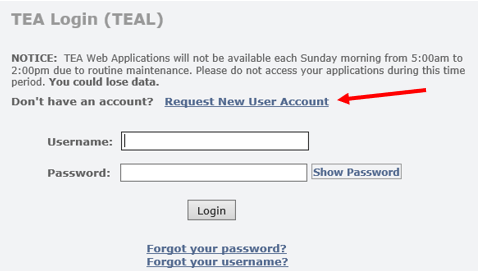 TEA Login (TEAL)
NOTICE: TEA Web Applications will not be available each Sunday morning from 5:00am to
2:00pm due to routine maintenance. Please do not access your applications during this time
period. You could lose data.
Don't have an account? Request New User Account
Username:
Password: Show Password
Login
Forgot your password?
Forgot your username?